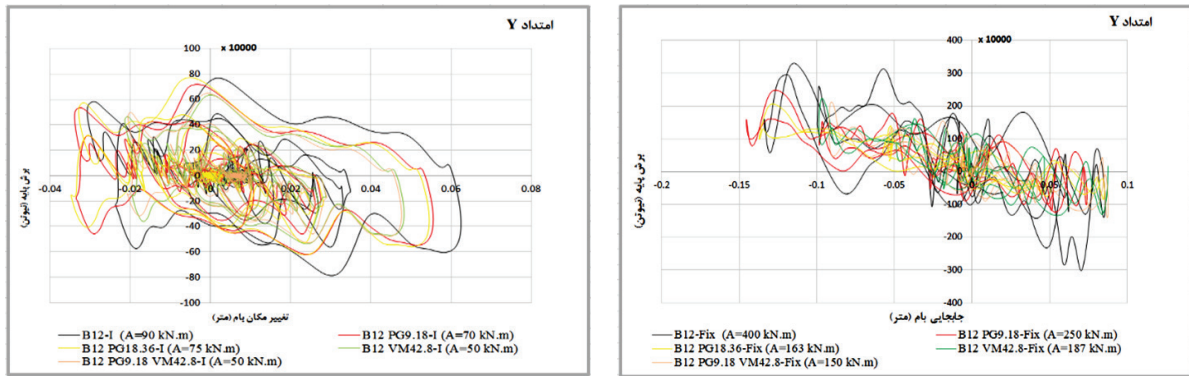 امتداد Y
x 10000
100
80
60
40
20
0
-20
-40
-60
-80
-100
-0.04
-0.02
0
0.02
0.04
0.06
0.08
برش پایه (نیوتن)
تغییر مکان بام (متر)
B12-I (A=90 kN.m)
B12 PG9.18-I (A=70 kN.m)
B12 PG18.36-I (A=75 kN.m)
B12 VM42.8-I (A=50 kN.m)
B12 PG9.18 VM42.8-I (A=50 kN.m)
امتداد Y
x 10000
400
300
200
100
0
-100
-200
-300
400
-0.2
-0.15
-0.1
-0.05
0
0.05
0.1
برش پایه (نیوتن)
جابجایی بام (متر)
B12-Fix (A=400 kN.m)
B12 PG9.18-Fix (A=250 kN.m)
B12 PG18.36-Fix (A=163 kN.m)
B12 VM42.8-Fix (A=187 kN.m)
B12 PG9.18 VM42.8-Fix (A=150 kN.m)